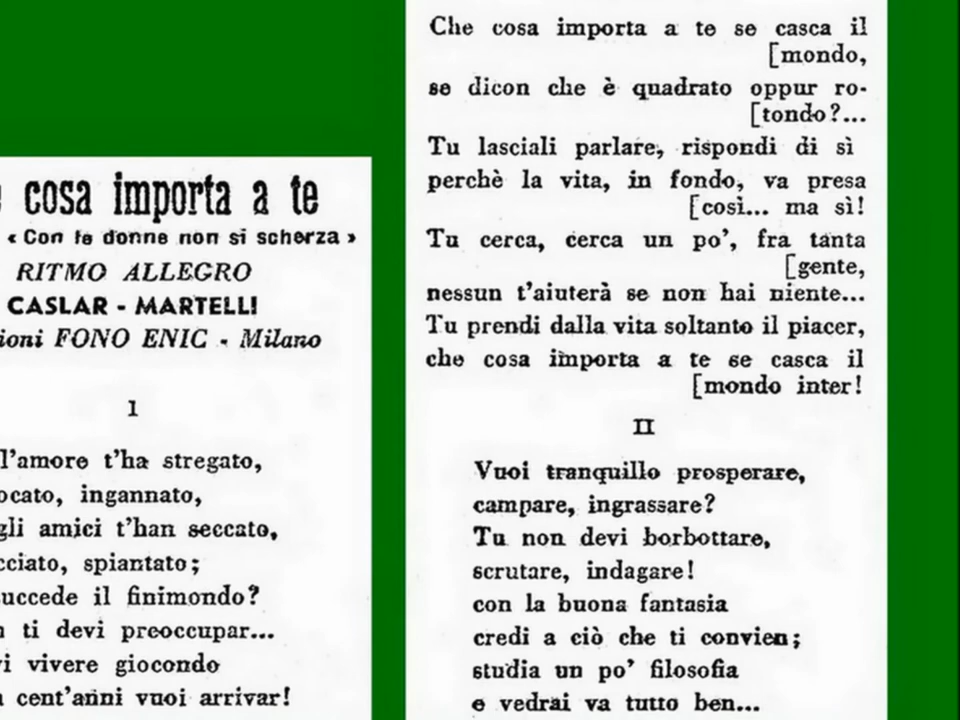 cosa importa a te
« Con le donne non si scherza »
RITMO ALLEGRO
CASLAR - MARTELLI
FONO ENIC - Milano
1
l'amore t'ha stregato,
ingannato,
gli amici t'han seccato,
spiantato;
il finimondo?
ti devi preoccupar...
vivere giocondo
cent'anni vuoi arrivar!
Che cosa importa a te se casca il
[mondo,
se dicon che è quadrato oppur ro-
[tondo?...
Tu lasciali parlare, rispondi di sì
perchè la vita, in fondo, va presa
[così... ma sì!
Tu cerca, cerca un po', fra tanta
[gente,
nessun t'aiuterà se non hai niente...
Tu prendi dalla vita soltanto il piacer,
che cosa importa a te se casca il
[mondo inter!
II
Vuoi tranquillo prosperare,
campare, ingrassare?
Tu non devi borbottare,
scrutare, indagare!
con la buona fantasia
credi a ciò che ti convien;
studia un po' filosofia
e vedrai va tutto ben...